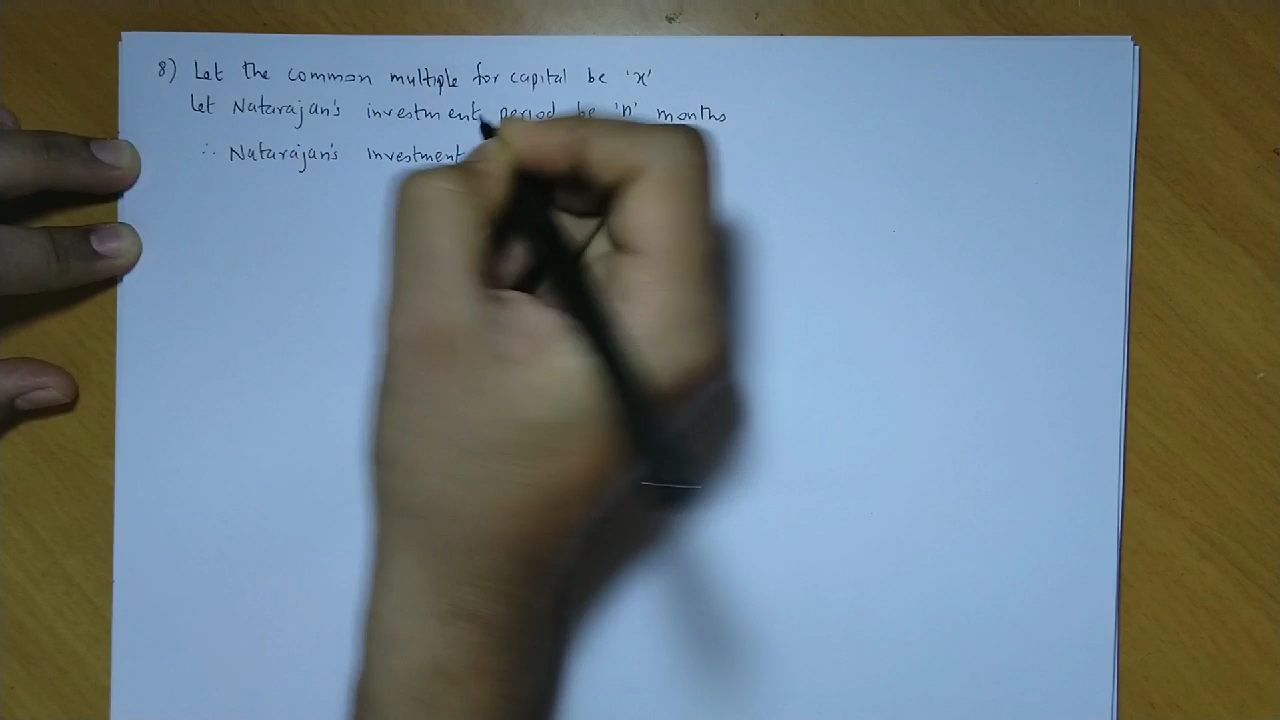 8) Let the common multiple for capital be 'x'
let Natarajan's investment period be 'n' months
∴ Natarajan's investment